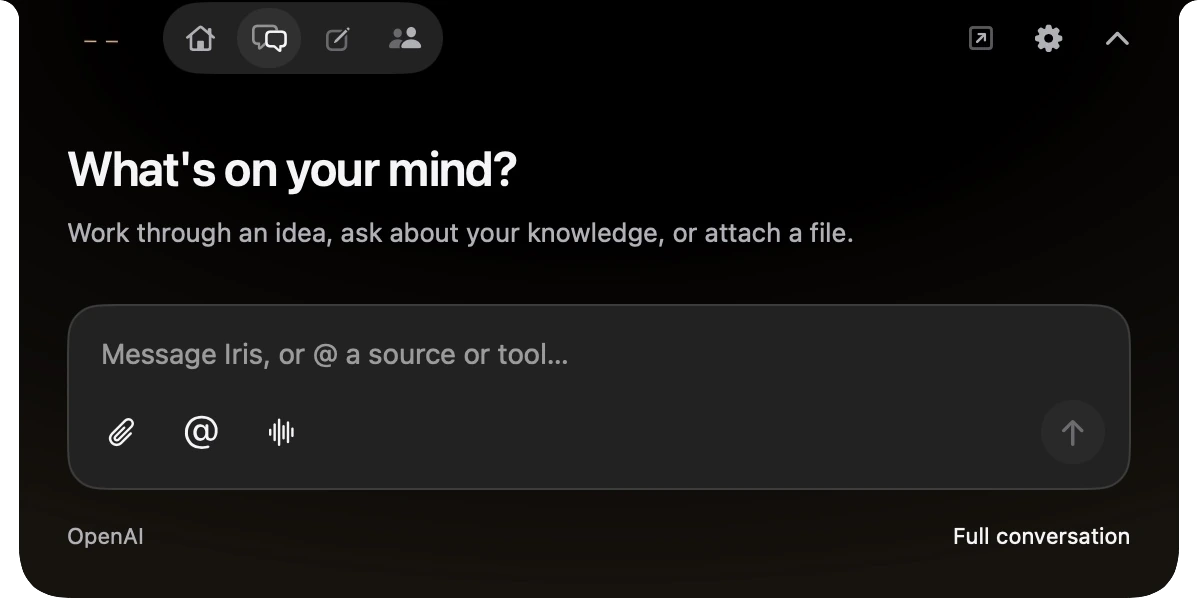 What's on your mind?
Work through an idea, ask about your knowledge, or attach a file.
Message Iris, or @ a source or tool...
@
OpenAI
Full conversation